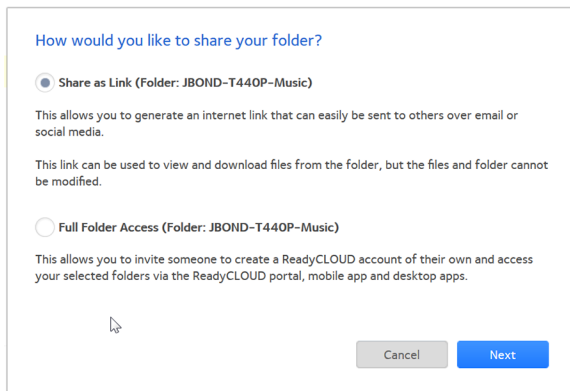 How would you like to share your folder?
Share as Link (Folder: JBOND-T440P-Music)
This allows you to generate an internet link that can easily be sent to others over email or
social media.
This link can be used to view and download files from the folder, but the files and folder cannot
be modified.
Full Folder Access (Folder: JBOND-T440P-Music)
This allows you to invite someone to create a ReadyCLOUD account of their own and access
your selected folders via the ReadyCLOUD portal, mobile app and desktop apps.
Cancel Next